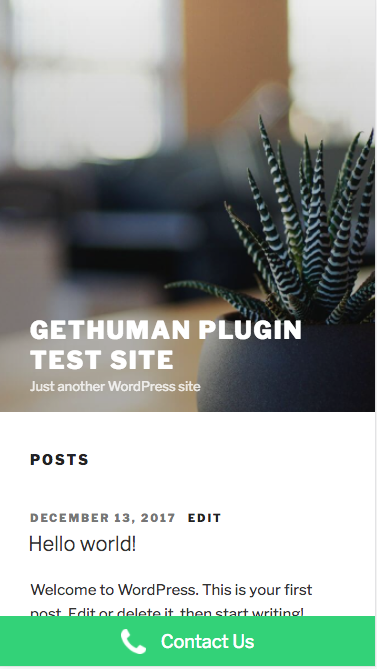 GETHUMAN PLUGIN
TEST SITE
Just another WordPress site
POSTS
DECEMBER 13, 2017 EDIT
Hello world!
Welcome to WordPress. This is your first
post. Edit or delete it, then start writing!
Contact Us